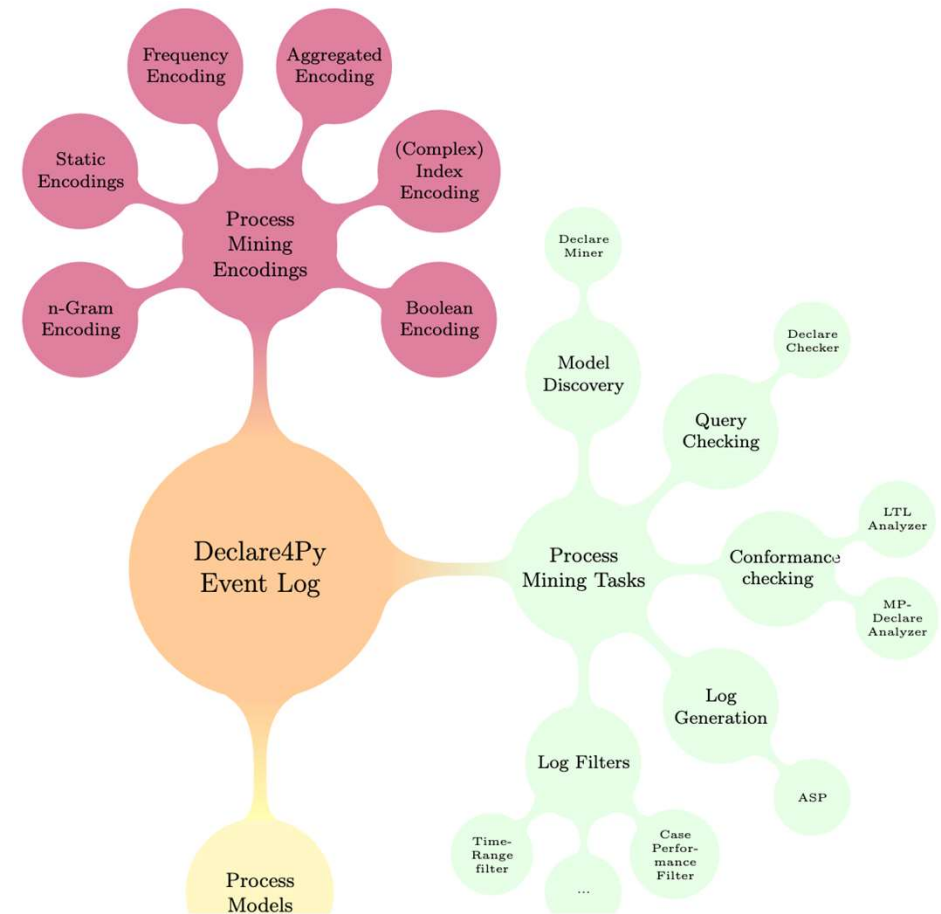 Frequency
Encoding
Aggregated
Encoding
Static
Encodings
(Complex)
Index
Encoding
Process
Mining
Encodings
n-Gram
Encoding
Boolean
Encoding
Declare
Miner
Declare
Checker
Model
Discovery
Query
Checking
LTL
Analyzer
Declare4Py
Event Log
Process
Mining Tasks
Conformance
checking
MP-
Declare
Analyzer
Log
Generation
Log Filters
ASP
Time-
Range
filter
Case
Perfor-
mance
Filter
...
Process
Models